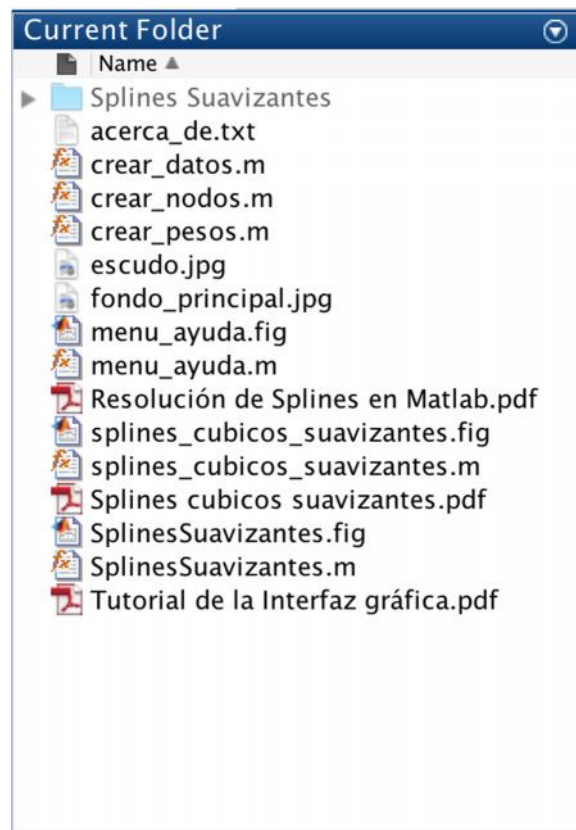 Current Folder
Name
Splines Suavizantes
acerca_de.txt
crear_datos.m
crear_nodos.m
crear_pesos.m
escudo.jpg
fondo_principal.jpg
menu_ayuda.fig
menu_ayuda.m
Resolución de Splines en Matlab.pdf
splines_cubicos_suavizantes.fig
splines_cubicos_suavizantes.m
Splines cubicos suavizantes.pdf
SplinesSuavizantes.fig
SplinesSuavizantes.m
Tutorial de la Interfaz gráfica.pdf